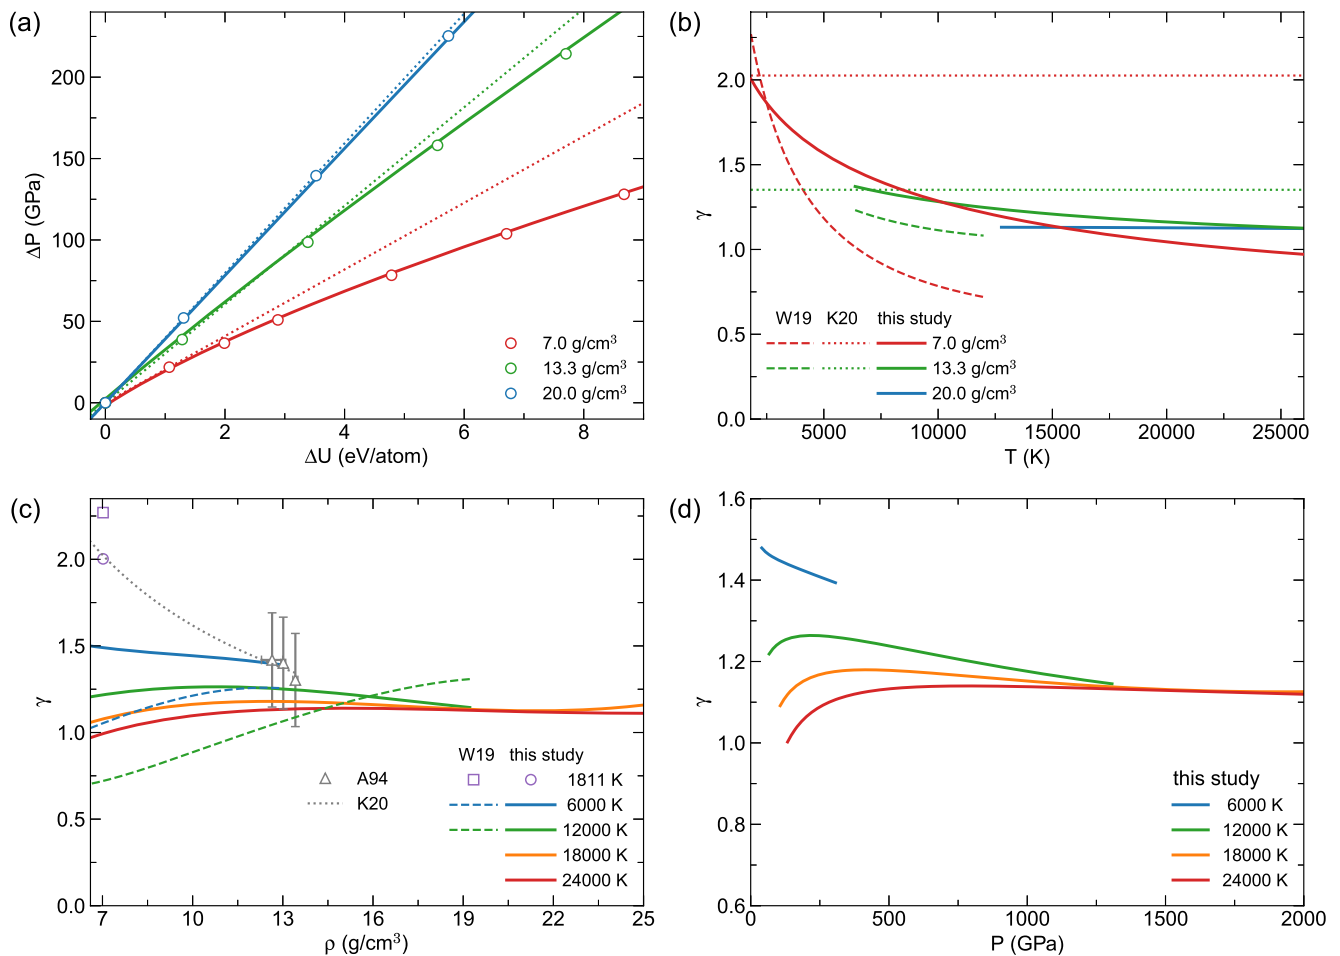 (a)
ΔP (GPa)
200
150
100
50
0
0 2 4 6 8
ΔU (eV/atom)
7.0 g/cm³
13.3 g/cm³
20.0 g/cm³
(b)
γ
2.0
1.5
1.0
0.5
0.0
5000 10000 15000 20000 25000
T (K)
W19 K20 this study
7.0 g/cm³
13.3 g/cm³
20.0 g/cm³
(c)
γ
2.0
1.5
1.0
0.5
0.0
7 10 13 16 19 22 25
ρ (g/cm³)
A94
K20
W19 this study
1811 K
6000 K
12000 K
18000 K
24000 K
(d)
γ
1.6
1.4
1.2
1.0
0.8
0.6
0 500 1000 1500 2000
P (GPa)
this study
6000 K
12000 K
18000 K
24000 K